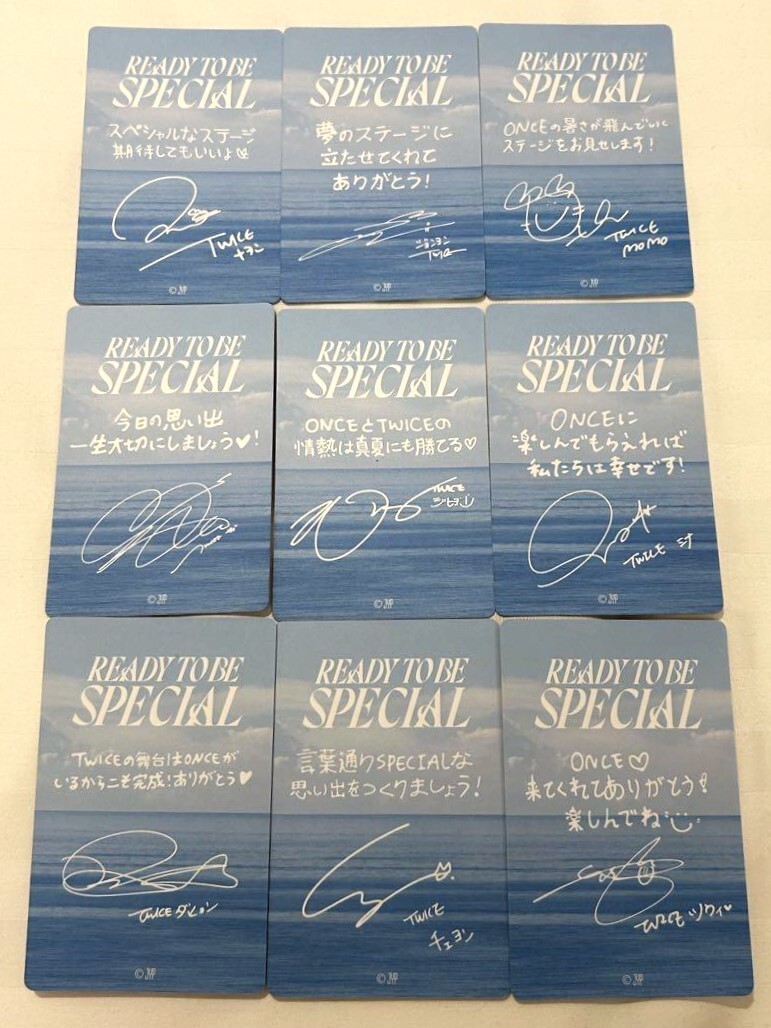 READY TO BE
SPECIAL
スペシャルなステージ
期待してもいいよ♡
TWICE
ナヨン
© JYP
READY TO BE
SPECIAL
夢のステージに
立たせてくれて
ありがとう!
ジョンヨン
TWICE
© JYP
READY TO BE
SPECIAL
ONCEの暑さが飛んでいく
ステージをお見せします!
TWICE
MOMO
© JYP
READY TO BE
SPECIAL
今日の思い出
一生大切にしましょう♥!
© JYP
READY TO BE
SPECIAL
ONCEとTWICEの
情熱は真夏にも勝てる♡
TWICE
ジヒョ
© JYP
READY TO BE
SPECIAL
ONCEに
楽しんでもらえれば
私たちは幸せです!
TWICE ミナ
© JYP
READY TO BE
SPECIAL
TWICEの舞台はONCEが
いるからこそ完成!ありがとう♥
TWICE ダヒョン
© JYP
READY TO BE
SPECIAL
言葉通りSPECIALな
思い出をつくりましょう!
TWICE
チェヨン
© JYP
READY TO BE
SPECIAL
ONCE♡
来てくれてありがとう!
楽しんでね
TWICE ツウィ♥
© JYP